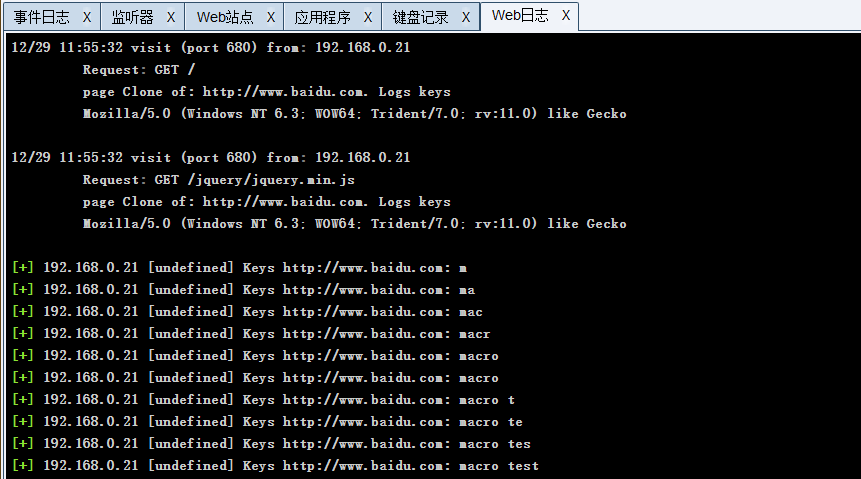 事件日志 X 监听器 X Web站点 X 应用程序 X 键盘记录 X Web日志 X
12/29 11:55:32 visit (port 680) from: 192.168.0.21
Request: GET /
page Clone of: http://www.baidu.com. Logs keys
Mozilla/5.0 (Windows NT 6.3; WOW64; Trident/7.0; rv:11.0) like Gecko
12/29 11:55:32 visit (port 680) from: 192.168.0.21
Request: GET /jquery/jquery.min.js
page Clone of: http://www.baidu.com. Logs keys
Mozilla/5.0 (Windows NT 6.3; WOW64; Trident/7.0; rv:11.0) like Gecko
[+] 192.168.0.21 [undefined] Keys http://www.baidu.com: m
[+] 192.168.0.21 [undefined] Keys http://www.baidu.com: ma
[+] 192.168.0.21 [undefined] Keys http://www.baidu.com: mac
[+] 192.168.0.21 [undefined] Keys http://www.baidu.com: macr
[+] 192.168.0.21 [undefined] Keys http://www.baidu.com: macro
[+] 192.168.0.21 [undefined] Keys http://www.baidu.com: macro
[+] 192.168.0.21 [undefined] Keys http://www.baidu.com: macro t
[+] 192.168.0.21 [undefined] Keys http://www.baidu.com: macro te
[+] 192.168.0.21 [undefined] Keys http://www.baidu.com: macro tes
[+] 192.168.0.21 [undefined] Keys http://www.baidu.com: macro test